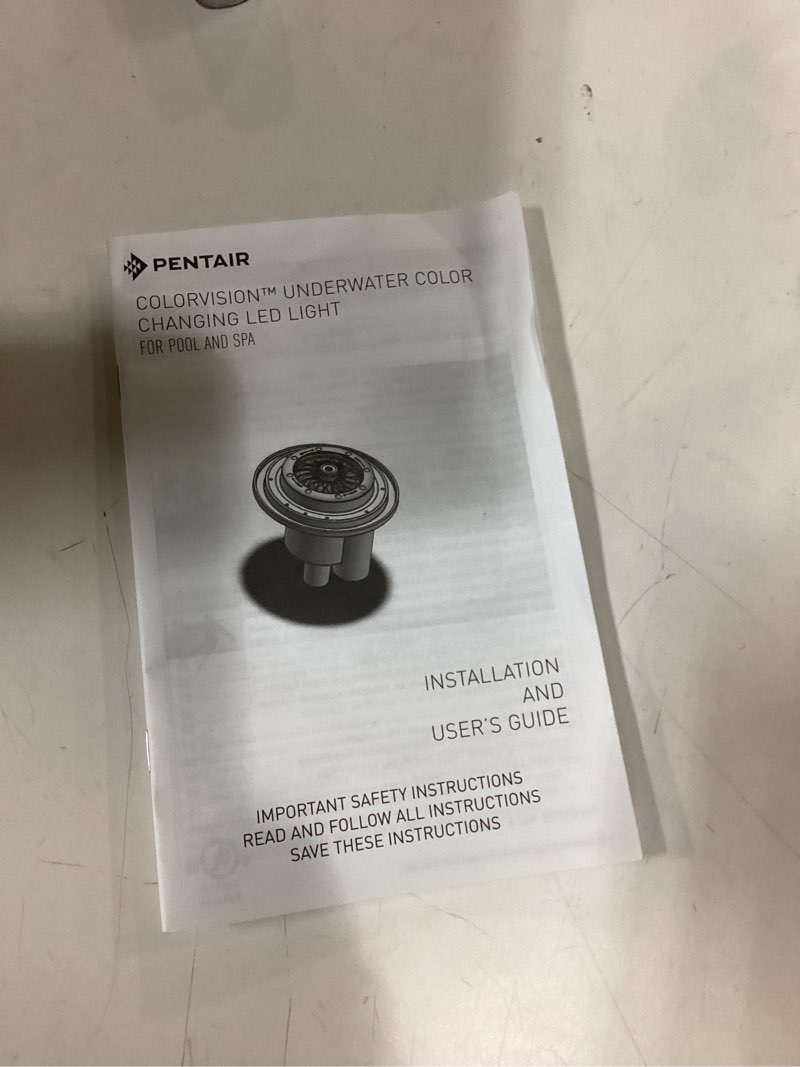 PENTAIR
COLORVISION™ UNDERWATER COLOR
CHANGING LED LIGHT
FOR POOL AND SPA
INSTALLATION
AND
USER'S GUIDE
IMPORTANT SAFETY INSTRUCTIONS
READ AND FOLLOW ALL INSTRUCTIONS
SAVE THESE INSTRUCTIONS